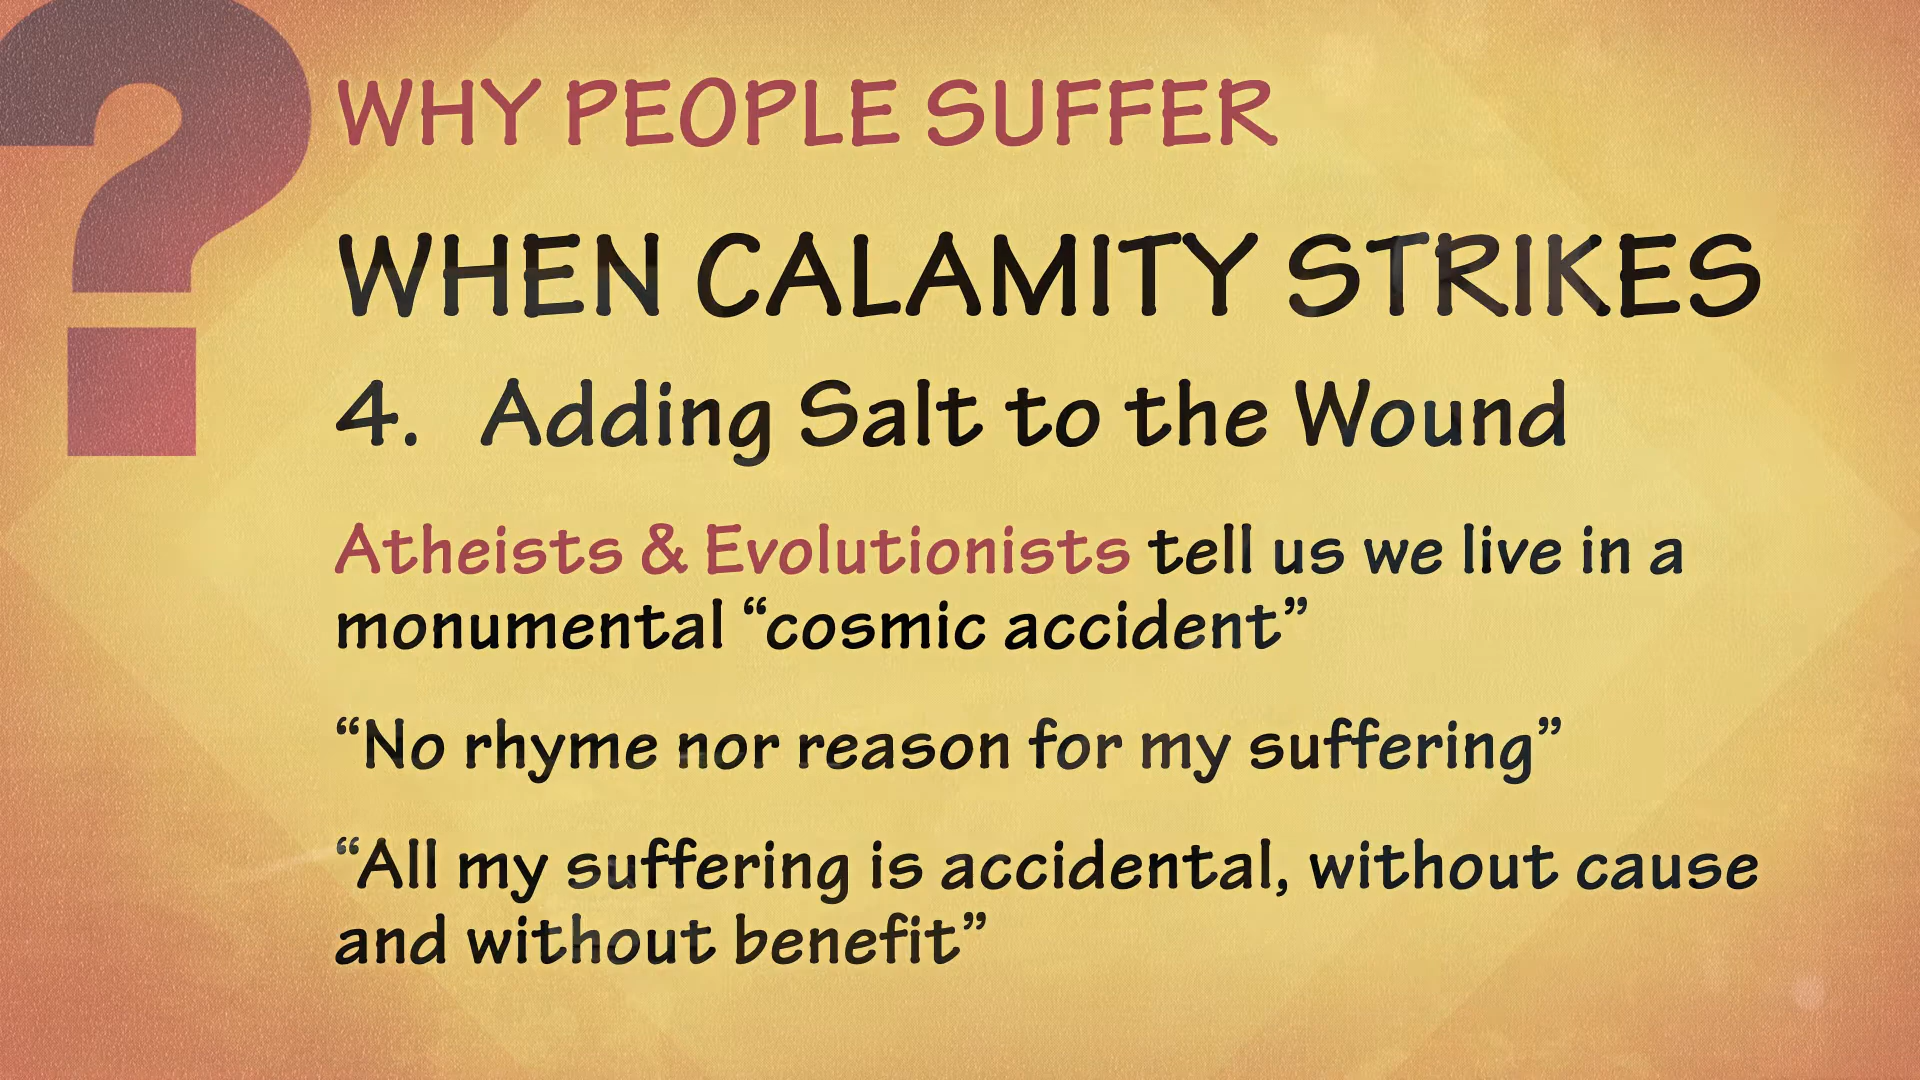 ?
WHY PEOPLE SUFFER
WHEN CALAMITY STRIKES
4. Adding Salt to the Wound
Atheists & Evolutionists tell us we live in a
monumental “cosmic accident”
“No rhyme nor reason for my suffering”
“All my suffering is accidental, without cause
and without benefit”